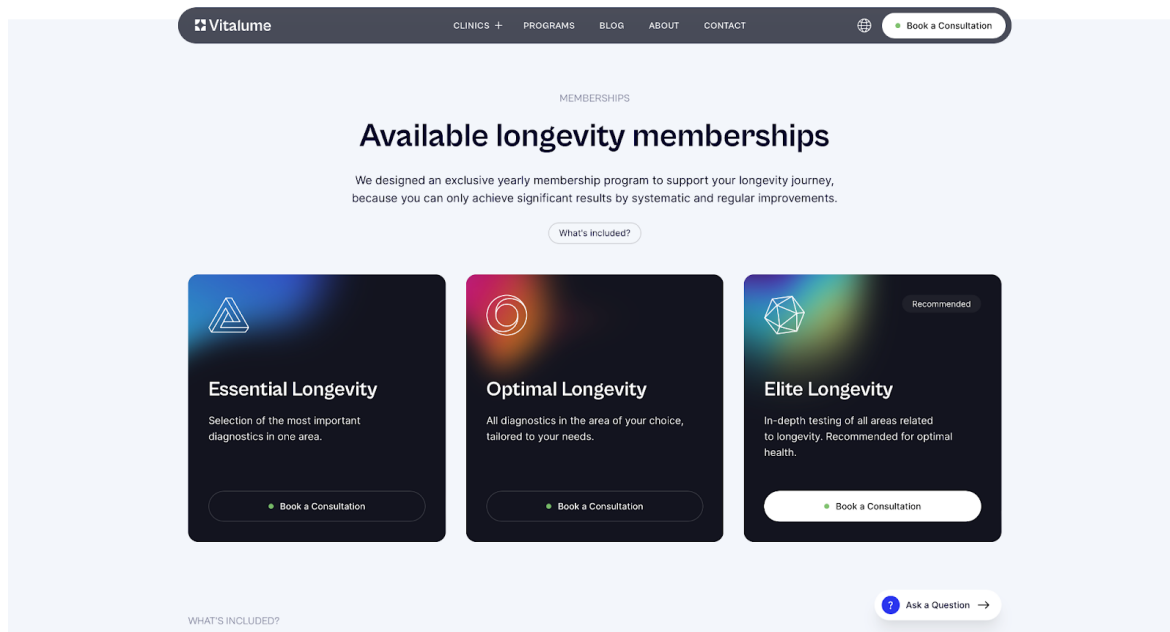 Vitalume
CLINICS +
PROGRAMS
BLOG
ABOUT
CONTACT
Book a Consultation
MEMBERSHIPS
Available longevity memberships
We designed an exclusive yearly membership program to support your longevity journey,
because you can only achieve significant results by systematic and regular improvements.
What's included?
Essential Longevity
Selection of the most important
diagnostics in one area.
Book a Consultation
Optimal Longevity
All diagnostics in the area of your choice,
tailored to your needs.
Book a Consultation
Recommended
Elite Longevity
In-depth testing of all areas related
to longevity. Recommended for optimal
health.
Book a Consultation
? Ask a Question →
WHAT'S INCLUDED?